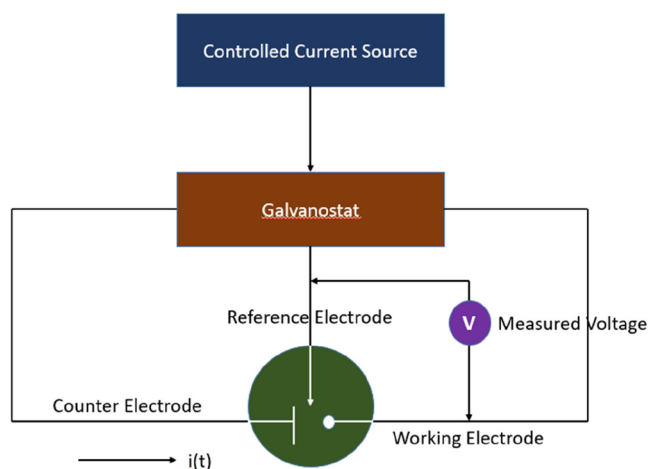 Controlled Current Source
Galvanostat
Reference Electrode
V
Measured Voltage
Counter Electrode
Working Electrode
i(t)